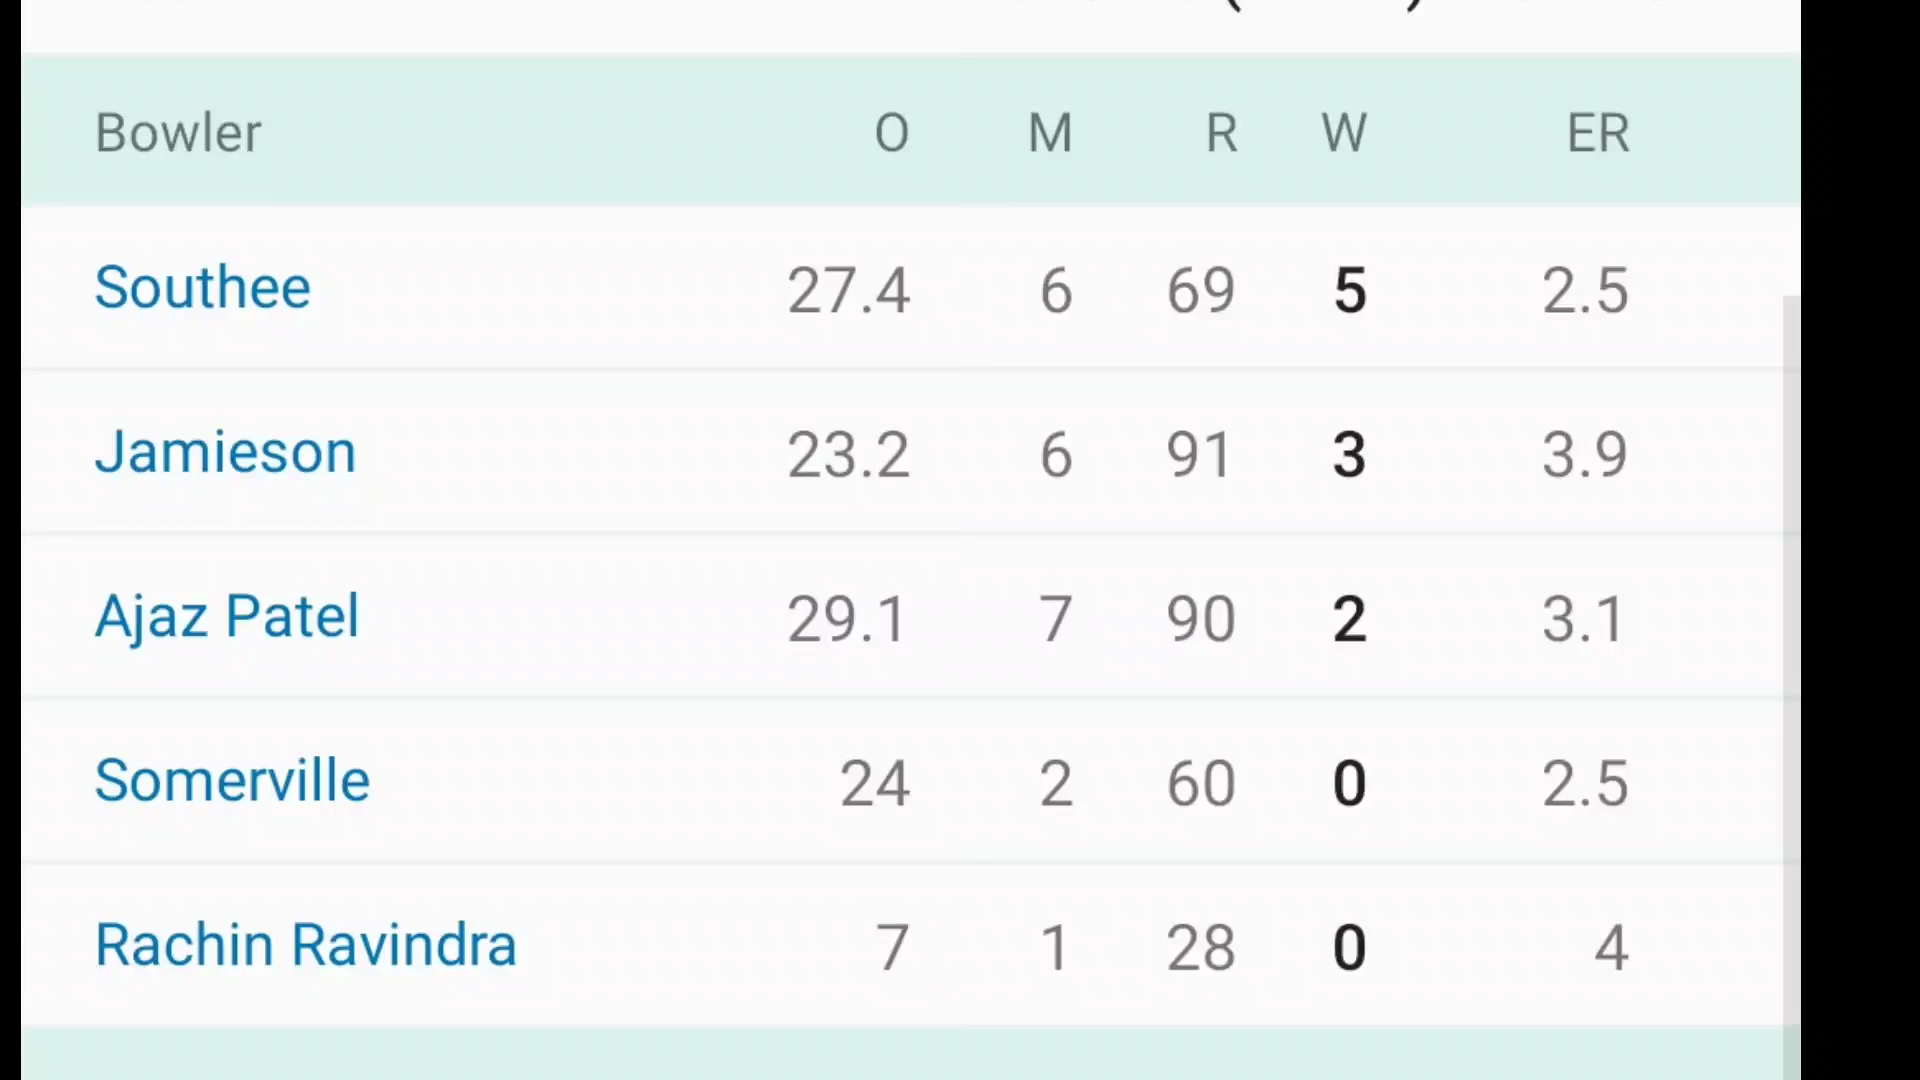 Bowler O M R W ER
Southee 27.4 6 69 5 2.5
Jamieson 23.2 6 91 3 3.9
Ajaz Patel 29.1 7 90 2 3.1
Somerville 24 2 60 0 2.5
Rachin Ravindra 7 1 28 0 4